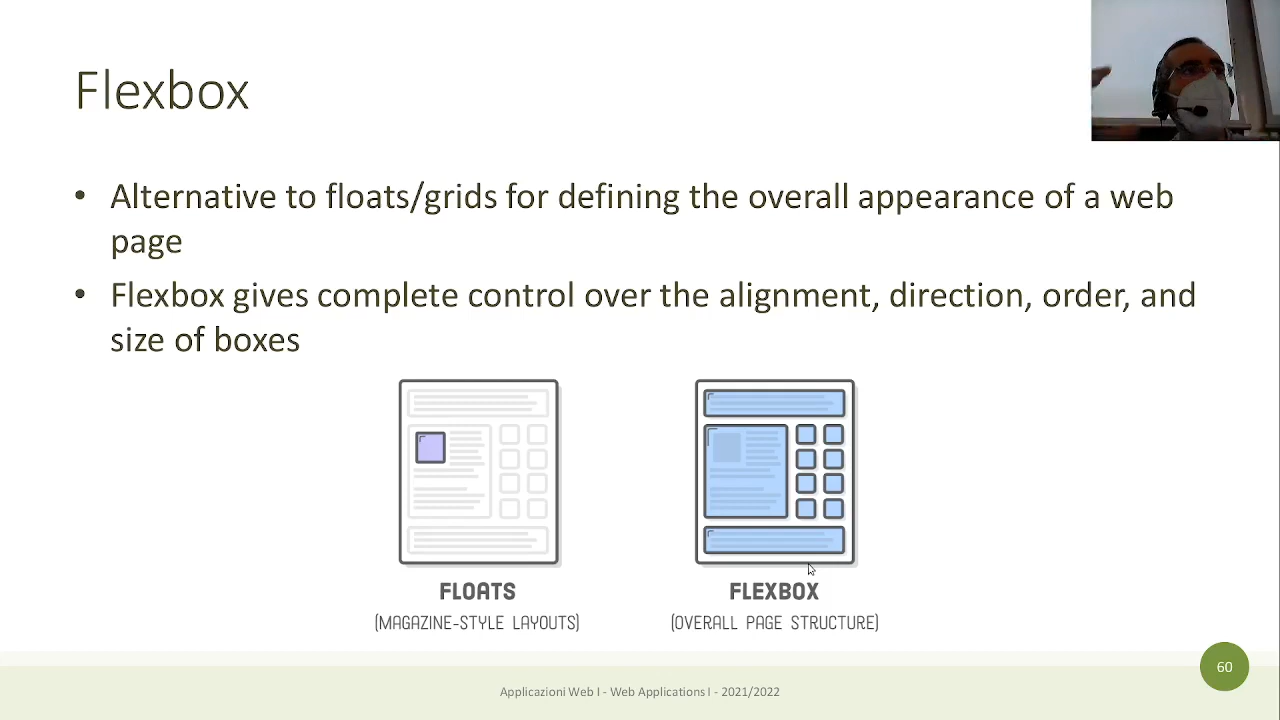 Flexbox
• Alternative to floats/grids for defining the overall appearance of a web
page
• Flexbox gives complete control over the alignment, direction, order, and
size of boxes
FLOATS
(MAGAZINE-STYLE LAYOUTS)
FLEXBOX
(OVERALL PAGE STRUCTURE)
60
Applicazioni Web I - Web Applications I - 2021/2022